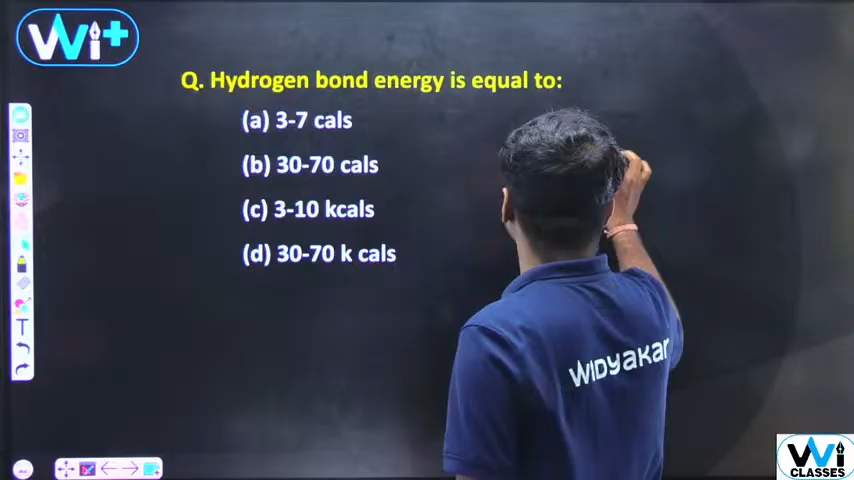 Wi+
Q. Hydrogen bond energy is equal to:
(a) 3-7 cals
(b) 30-70 cals
(c) 3-10 kcals
(d) 30-70 k cals
WIDyaKar
T
Wi
CLASSES